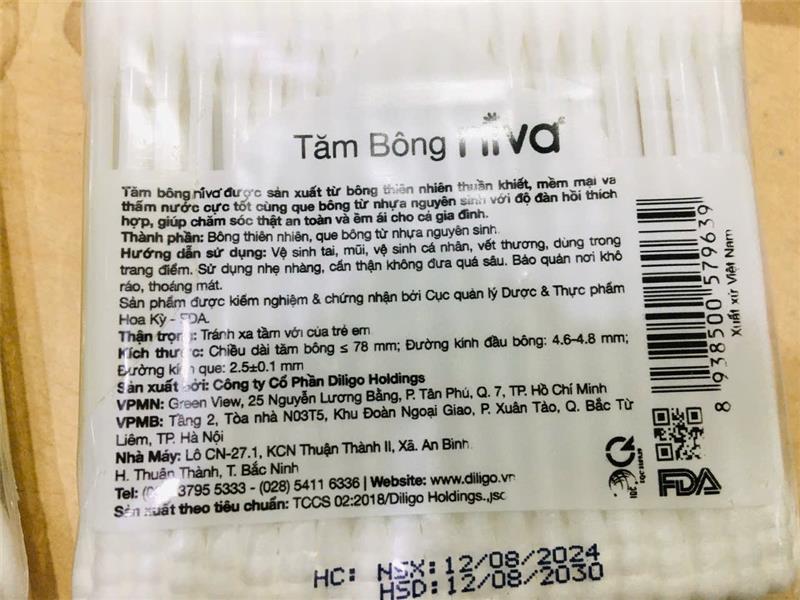 Tăm Bông niva
Tăm bông niva được sản xuất từ bông thiên nhiên thuần khiết, mềm mại và
thấm nước cực tốt cùng que bông từ nhựa nguyên sinh với độ đàn hồi thích
hợp, giúp chăm sóc thật an toàn và êm ái cho cả gia đình.
Thành phần: Bông thiên nhiên, que bông từ nhựa nguyên sinh.
Hướng dẫn sử dụng: Vệ sinh tai, mũi, vệ sinh cá nhân, vết thương, dùng trong
trang điểm. Sử dụng nhẹ nhàng, cẩn thận không đưa quá sâu. Bảo quản nơi khô
ráo, thoáng mát.
Sản phẩm được kiểm nghiệm & chứng nhận bởi Cục quản lý Dược & Thực phẩm
Hoa Kỳ - FDA.
Thận trọng: Tránh xa tầm với của trẻ em
Kích thước: Chiều dài tăm bông ≤ 78 mm; Đường kính đầu bông: 4.6-4.8 mm;
Đường kính que: 2.5±0.1 mm
Sản xuất bởi: Công ty Cổ Phần Diligo Holdings
VPMN: Green View, 25 Nguyễn Lương Bằng, P. Tân Phú, Q. 7, TP. Hồ Chí Minh
VPMB: Tầng 2, Tòa nhà N03T5, Khu Đoàn Ngoại Giao, P. Xuân Tảo, Q. Bắc Từ
Liêm, TP. Hà Nội
Nhà Máy: Lô CN-27.1, KCN Thuận Thành II, Xã. An Bình
H. Thuận Thành, T. Bắc Ninh
Tel: 3795 5333 - (028) 5411 6336 | Website: www.diligo.vn
Sản xuất theo tiêu chuẩn: TCCS 02:2018/Diligo Holdings.,jsc
8 938500 579639
Xuất xứ Việt Nam
FDA
HC: NSX: 12/08/2024
HSD: 12/08/2030